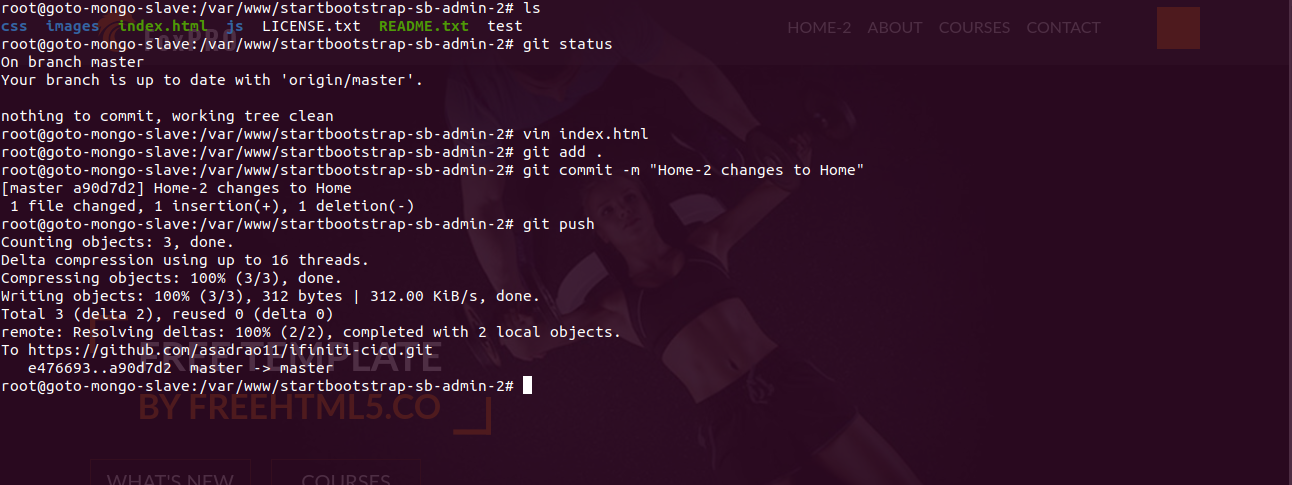 root@goto-mongo-slave:/var/www/startbootstrap-sb-admin-2# ls
css  images  index.html  js  LICENSE.txt  README.txt  test
FoxPRO
HOME-2  ABOUT  COURSES  CONTACT
root@goto-mongo-slave:/var/www/startbootstrap-sb-admin-2# git status
On branch master
Your branch is up to date with 'origin/master'.
nothing to commit, working tree clean
root@goto-mongo-slave:/var/www/startbootstrap-sb-admin-2# vim index.html
root@goto-mongo-slave:/var/www/startbootstrap-sb-admin-2# git add .
root@goto-mongo-slave:/var/www/startbootstrap-sb-admin-2# git commit -m "Home-2 changes to Home"
[master a90d7d2] Home-2 changes to Home
 1 file changed, 1 insertion(+), 1 deletion(-)
root@goto-mongo-slave:/var/www/startbootstrap-sb-admin-2# git push
Counting objects: 3, done.
Delta compression using up to 16 threads.
Compressing objects: 100% (3/3), done.
Writing objects: 100% (3/3), 312 bytes | 312.00 KiB/s, done.
Total 3 (delta 2), reused 0 (delta 0)
remote: Resolving deltas: 100% (2/2), completed with 2 local objects.
To https://github.com/asadrao11/ifiniti-cicd.git
   e476693..a90d7d2  master -> master
root@goto-mongo-slave:/var/www/startbootstrap-sb-admin-2#
FREE TEMPLATE
BY FREEHTML5.CO
WHAT'S NEW
COURSES